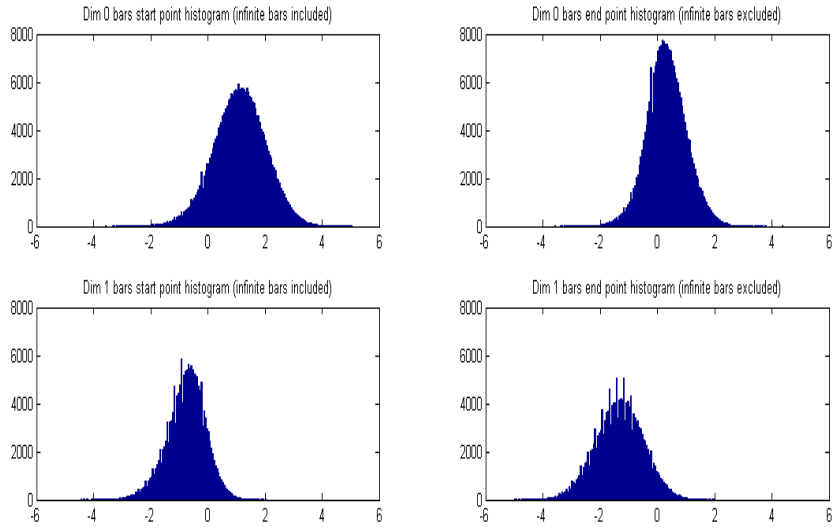 Dim 0 bars start point histogram (infinite bars included)
8000
6000
4000
2000
0
-6 -4 -2 0 2 4 6
Dim 0 bars end point histogram (infinite bars excluded)
8000
6000
4000
2000
0
-6 -4 -2 0 2 4 6
Dim 1 bars start point histogram (infinite bars included)
8000
6000
4000
2000
0
-6 -4 -2 0 2 4 6
Dim 1 bars end point histogram (infinite bars excluded)
8000
6000
4000
2000
0
-6 -4 -2 0 2 4 6